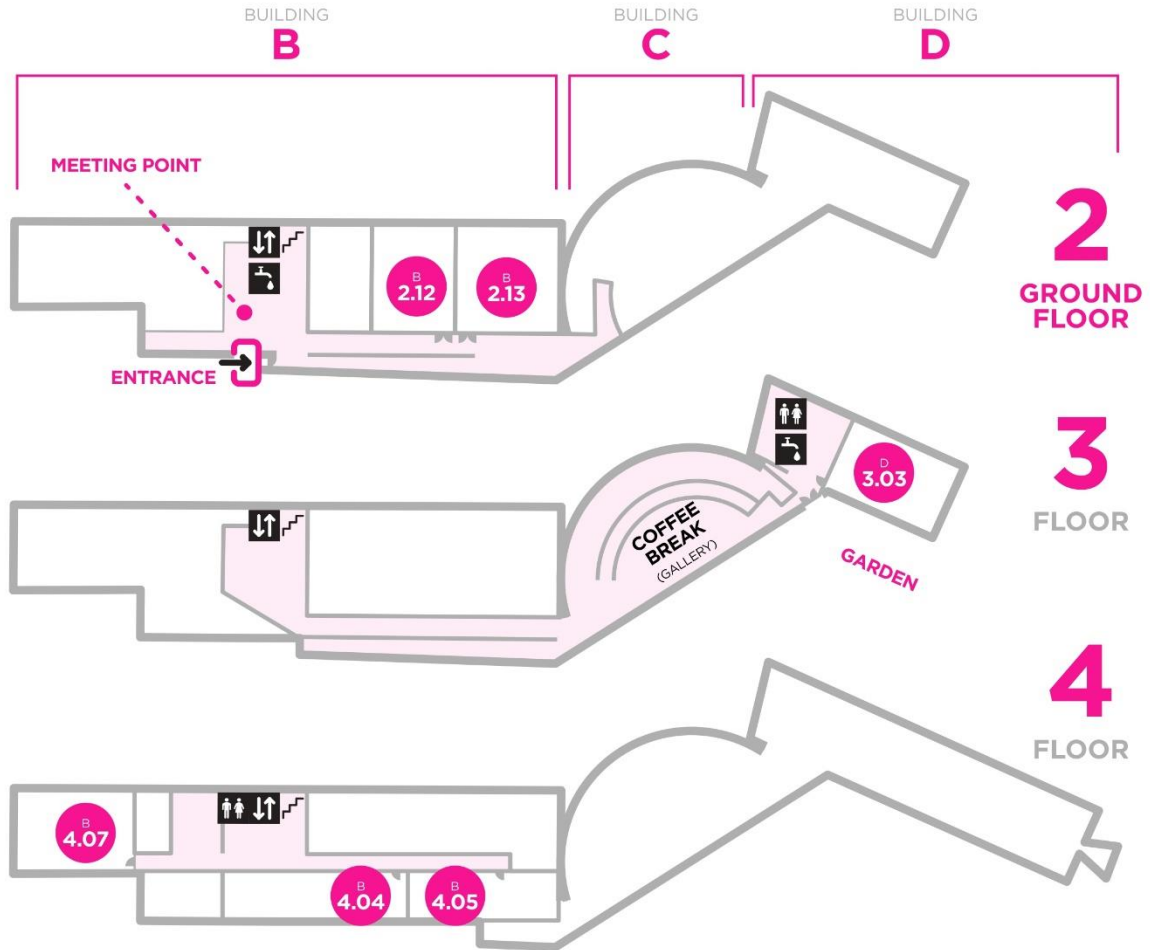 BUILDING
B
BUILDING
C
BUILDING
D
MEETING POINT
B
2.12
B
2.13
ENTRANCE
2
GROUND
FLOOR
D
3.03
COFFEE
BREAK
(GALLERY)
GARDEN
3
FLOOR
B
4.07
B
4.04
B
4.05
4
FLOOR